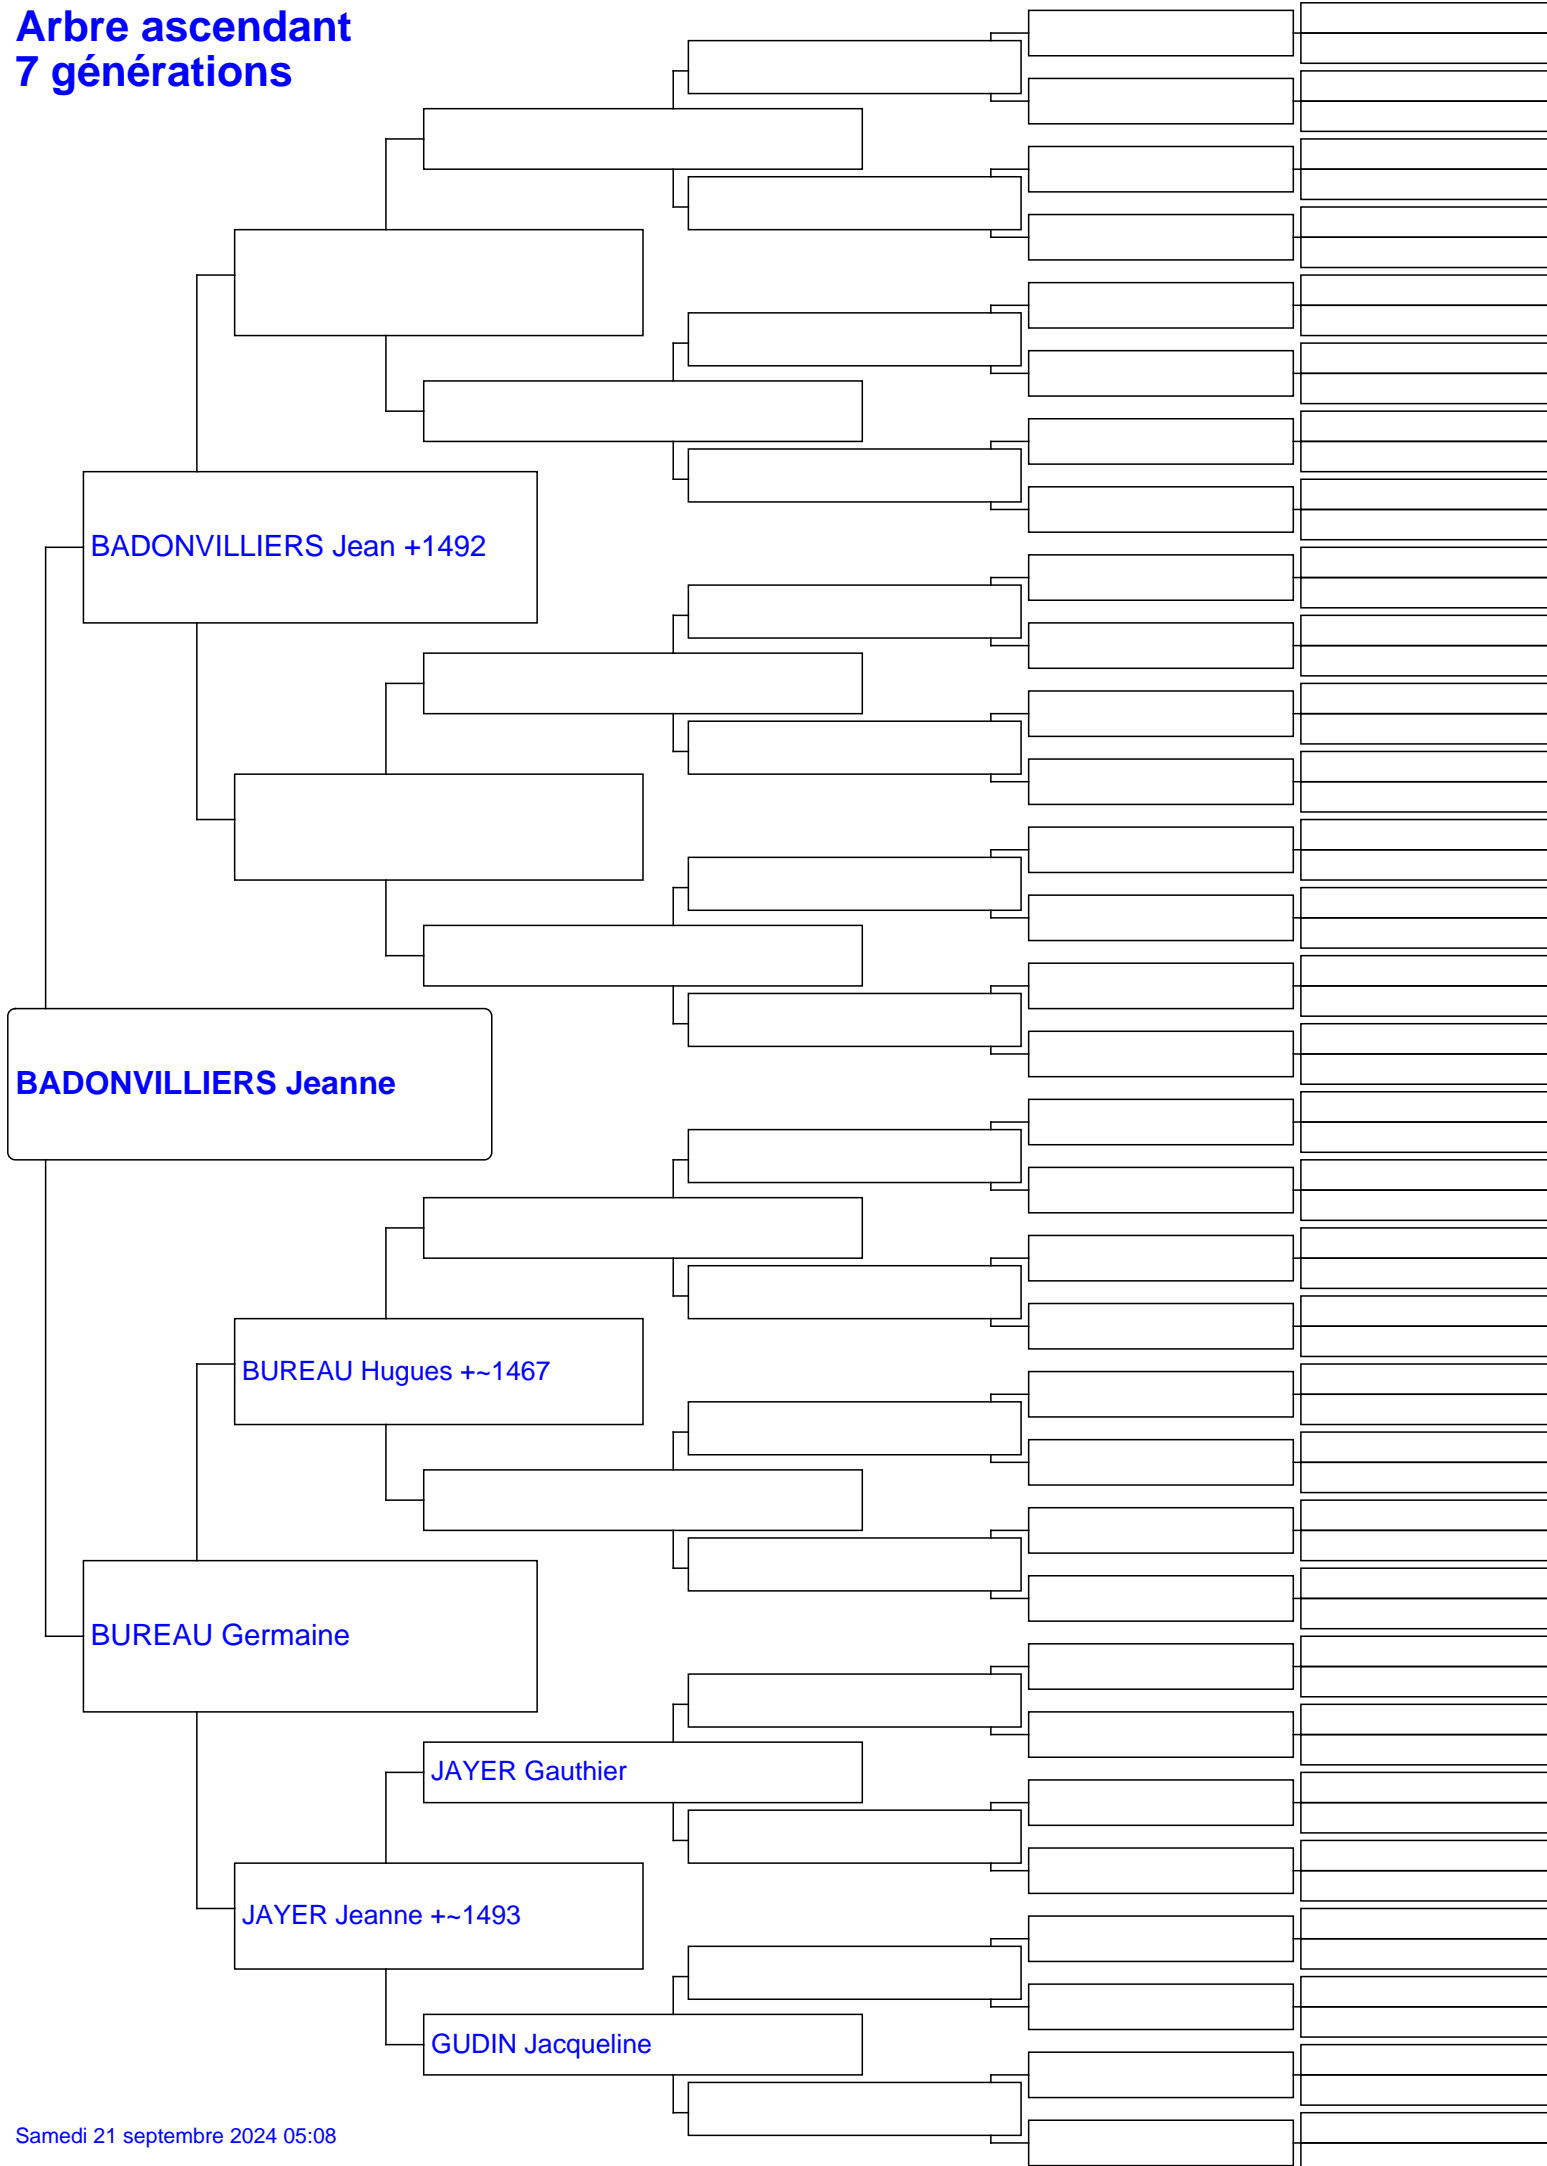 Arbre ascendant
7 générations
BADONVILLIERS Jean +1492
BADONVILLIERS Jeanne
BUREAU Hugues +~1467
BUREAU Germaine
JAYER Gauthier
JAYER Jeanne +~1493
GUDIN Jacqueline
Samedi 21 septembre 2024 05:08